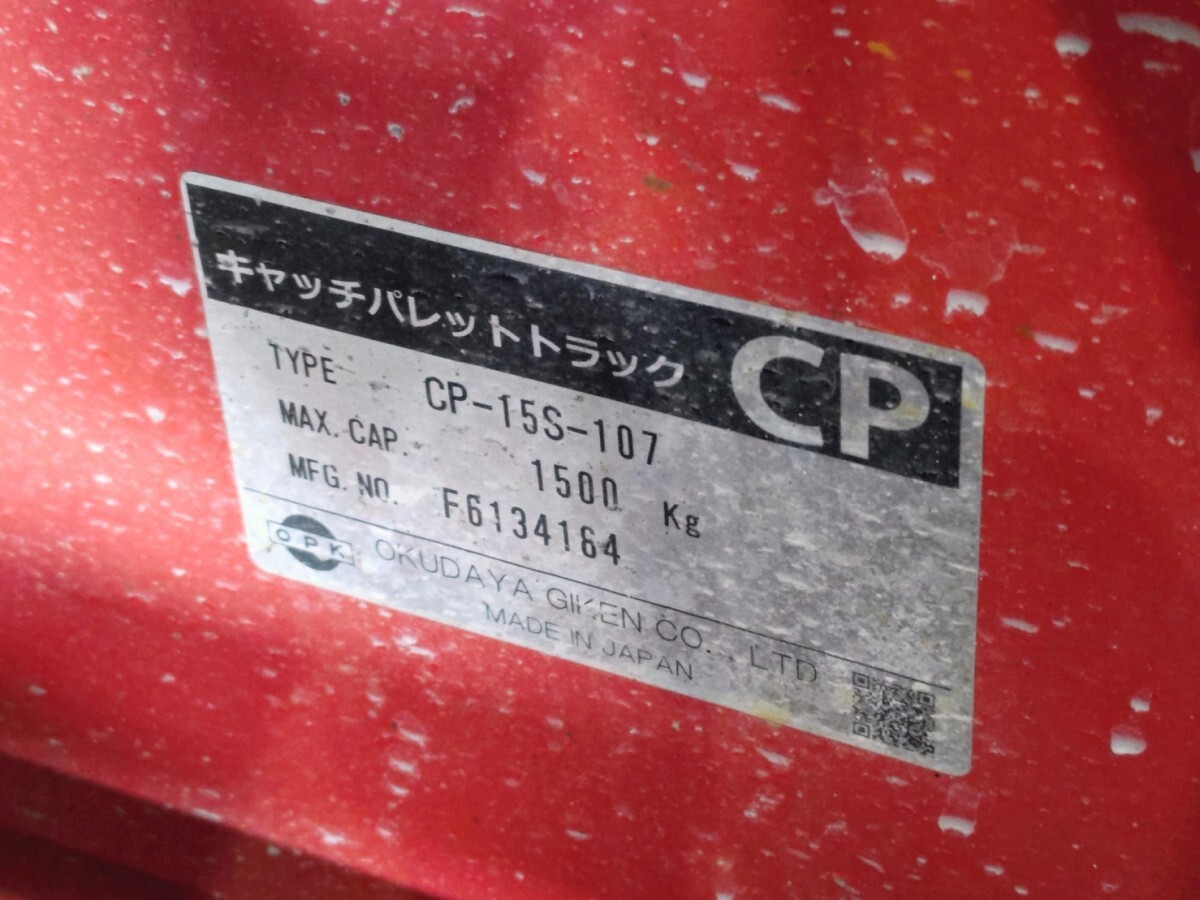 キャッチパレットトラック CP
TYPE CP-15S-107
MAX. CAP. 1500 Kg
MFG. NO. F6134164
OPK OKUDAYA GIKEN CO., LTD
MADE IN JAPAN